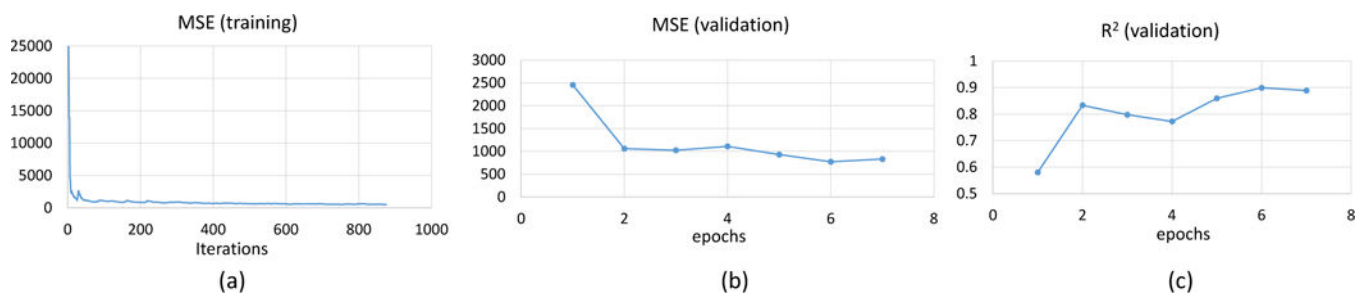 MSE (training)
25000
20000
15000
10000
5000
0
0 200 400 600 800 1000
Iterations
(a)
MSE (validation)
3000
2500
2000
1500
1000
500
0
0 2 4 6 8
epochs
(b)
R² (validation)
1
0.9
0.8
0.7
0.6
0.5
0 2 4 6 8
epochs
(c)